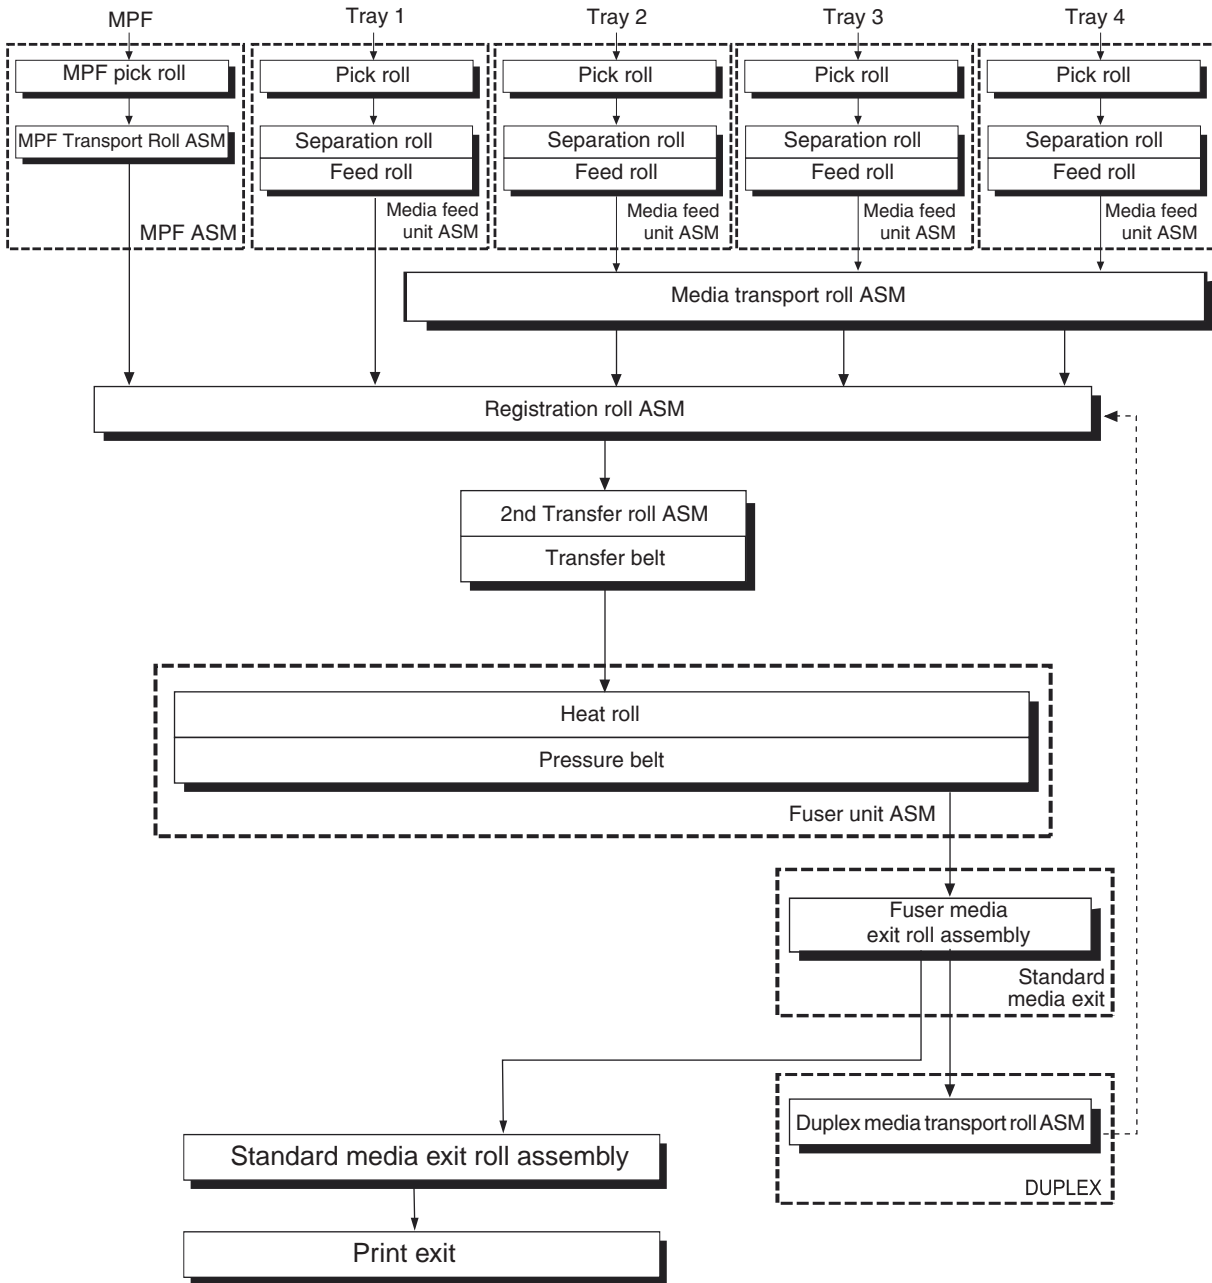 MPF
Tray 1
Tray 2
Tray 3
Tray 4
MPF pick roll
Pick roll
Pick roll
Pick roll
Pick roll
MPF Transport Roll ASM
Separation roll
Separation roll
Separation roll
Separation roll
Feed roll
Feed roll
Feed roll
Feed roll
MPF ASM
Media feed
unit ASM
Media feed
unit ASM
Media feed
unit ASM
Media feed
unit ASM
Media transport roll ASM
Registration roll ASM
2nd Transfer roll ASM
Transfer belt
Heat roll
Pressure belt
Fuser unit ASM
Fuser media
exit roll assembly
Standard
media exit
Duplex media transport roll ASM
DUPLEX
Standard media exit roll assembly
Print exit